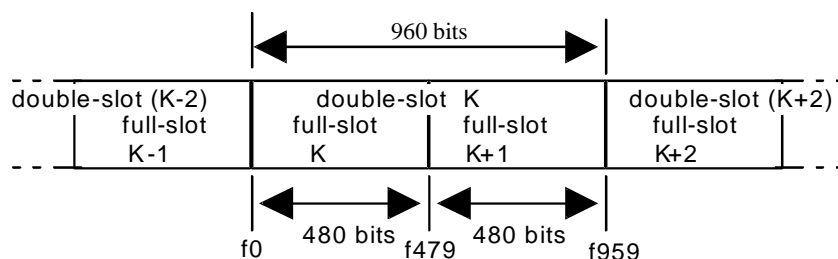 960 bits
double-slot (K-2) double-slot K double-slot (K+2)
full-slot full-slot full-slot full-slot
K-1 K K+1 K+2
480 bits 480 bits
f0 f479 f959